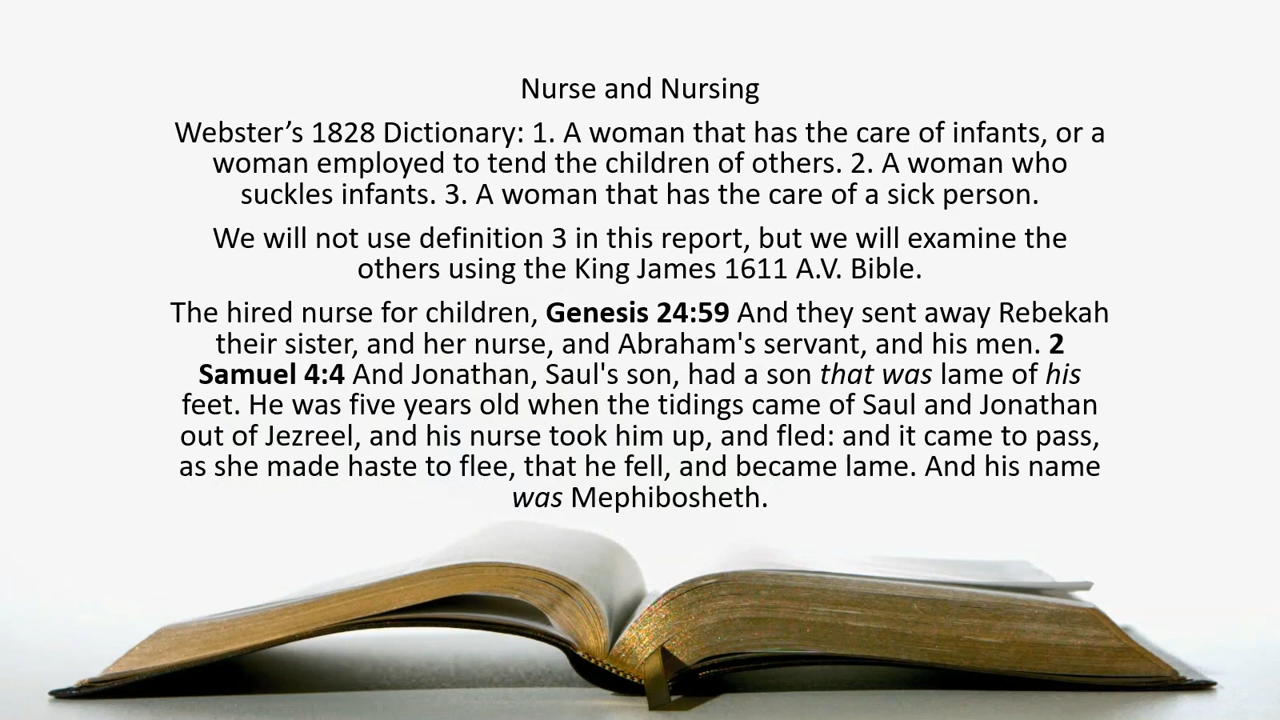 Nurse and Nursing
Webster’s 1828 Dictionary: 1. A woman that has the care of infants, or a
woman employed to tend the children of others. 2. A woman who
suckles infants. 3. A woman that has the care of a sick person.
We will not use definition 3 in this report, but we will examine the
others using the King James 1611 A.V. Bible.
The hired nurse for children, Genesis 24:59 And they sent away Rebekah
their sister, and her nurse, and Abraham's servant, and his men. 2
Samuel 4:4 And Jonathan, Saul's son, had a son that was lame of his
feet. He was five years old when the tidings came of Saul and Jonathan
out of Jezreel, and his nurse took him up, and fled: and it came to pass,
as she made haste to flee, that he fell, and became lame. And his name
was Mephibosheth.